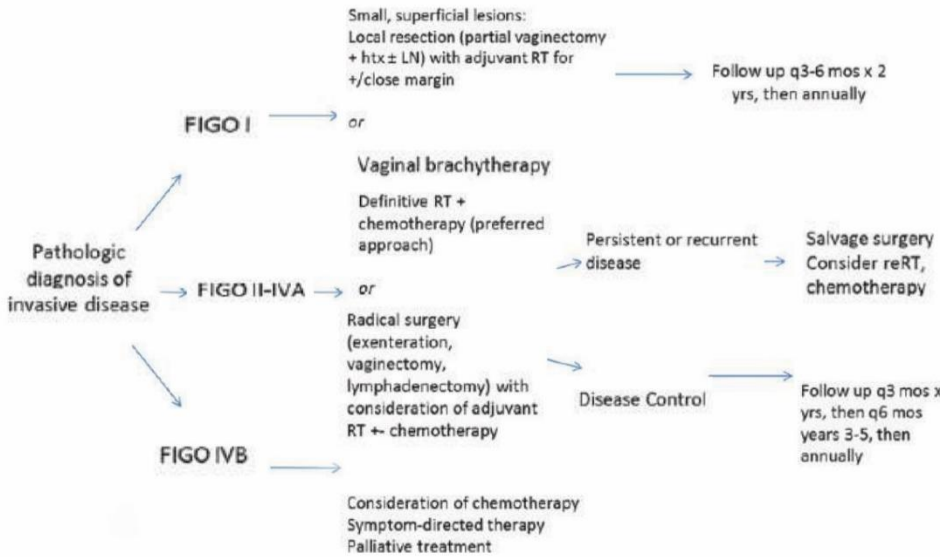 Small, superficial lesions:
Local resection (partial vaginectomy
+ htx ± LN) with adjuvant RT for
+/close margin
Follow up q3-6 mos x 2
yrs, then annually
FIGO I
or
Vaginal brachytherapy
Definitive RT +
chemotherapy (preferred
approach)
Pathologic
diagnosis of
invasive disease
FIGO II-IVA
or
Persistent or recurrent
disease
Salvage surgery
Consider reRT,
chemotherapy
Radical surgery
(exenteration,
vaginectomy,
lymphadenectomy) with
consideration of adjuvant
RT +- chemotherapy
Disease Control
Follow up q3 mos x
yrs, then q6 mos
years 3-5, then
annually
FIGO IVB
Consideration of chemotherapy
Symptom-directed therapy
Palliative treatment